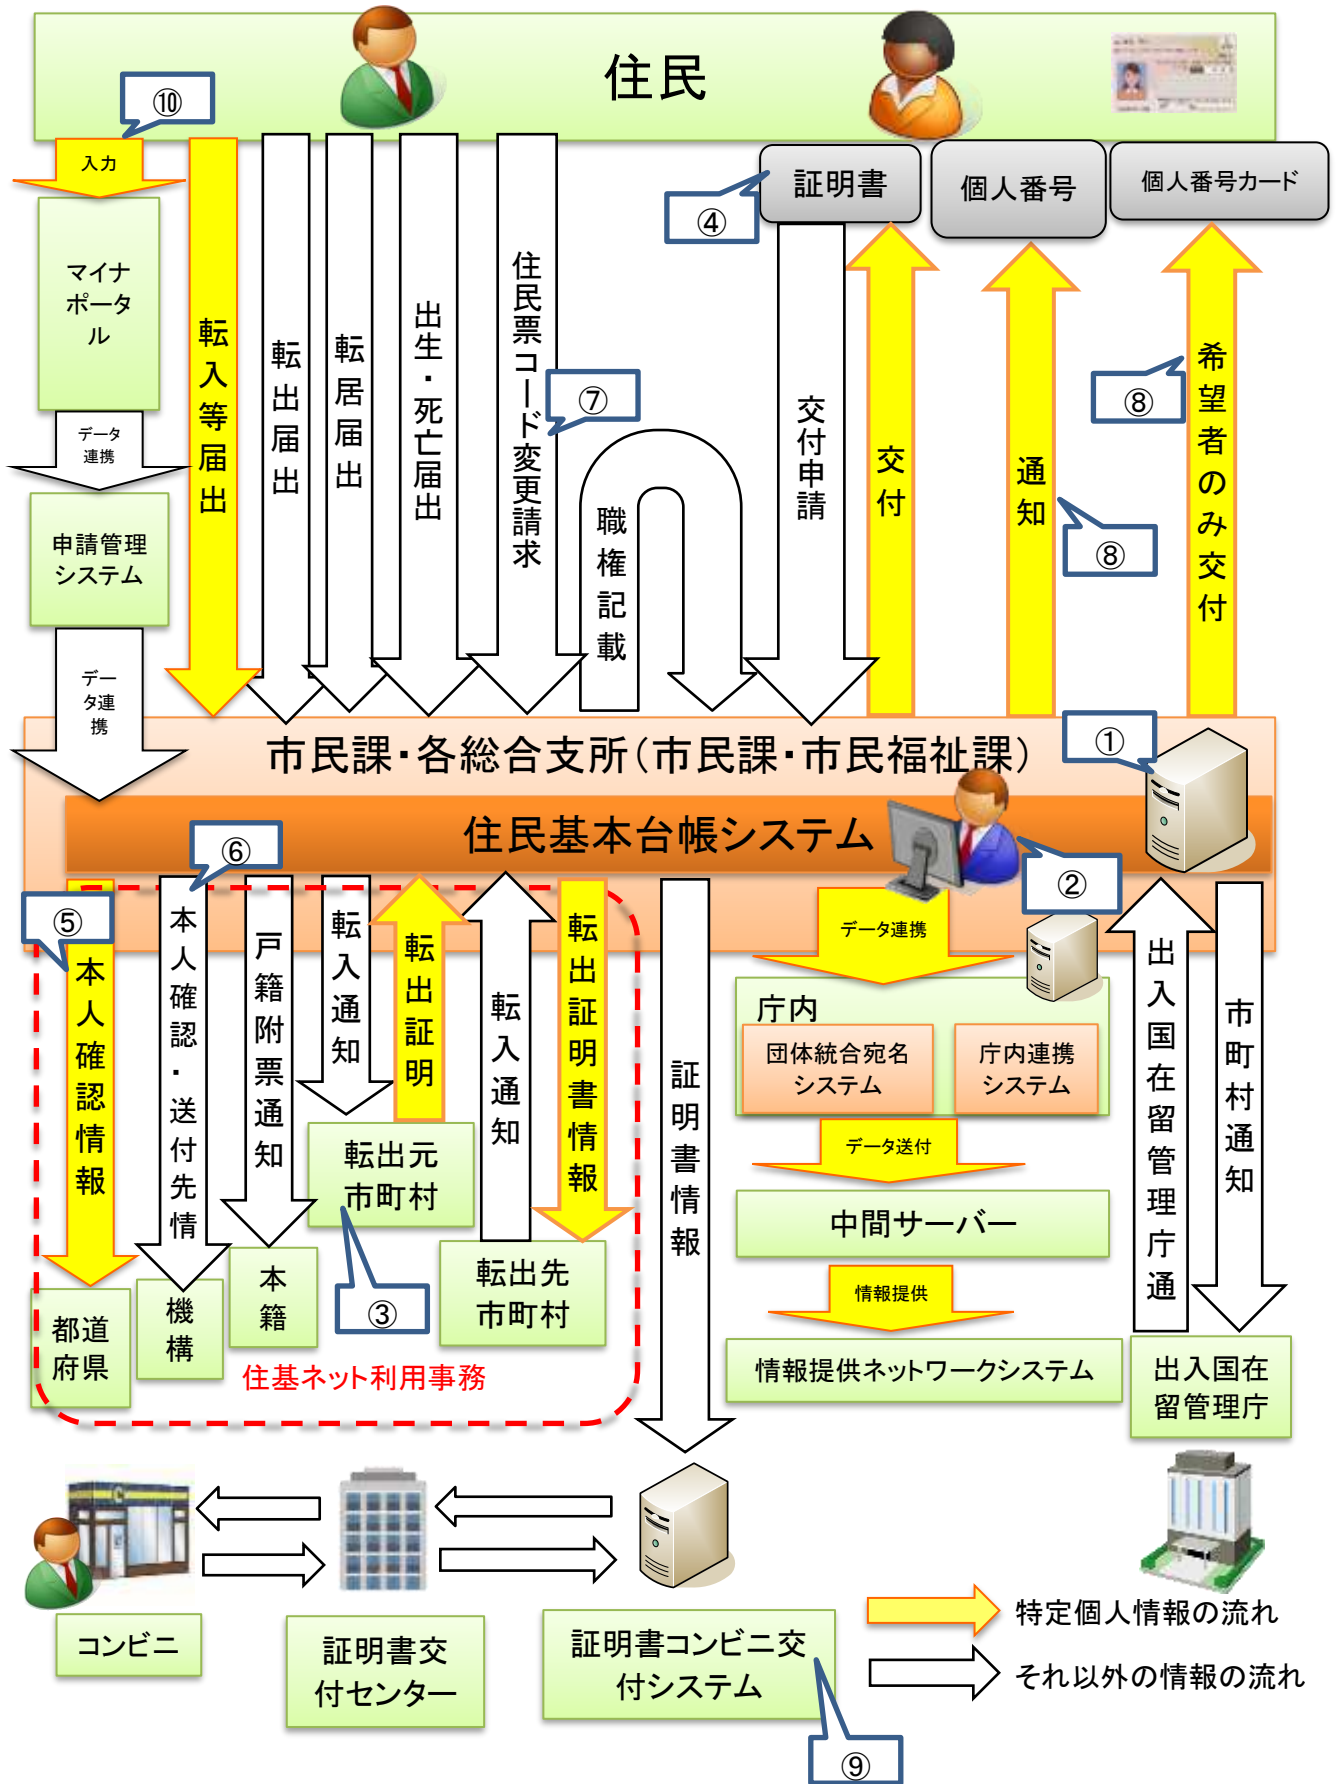 住民
⑩
入力
マイナ
ポータ
ル
データ
連携
申請管理
システム
デー
タ連
携
転入等届出
転出届出
転居届出
出生・死亡届出
住民票コード変更請求
⑦
職権記載
④
証明書
個人番号
個人番号カード
交付申請
交付
通知
⑧
希望者のみ交付
⑧
市民課・各総合支所（市民課・市民福祉課）
①
住民基本台帳システム
②
⑤
本人確認情報
⑥
本人確認・送付先情
戸籍附票通知
転入通知
転出証明
転入通知
転出証明書情報
証明書情報
データ連携
庁内
団体統合宛名
システム
庁内連携
システム
データ送付
中間サーバー
情報提供
情報提供ネットワークシステム
出入国在留管理庁通
市町村通知
出入国在
留管理庁
都道
府県
機
構
本
籍
転出元
市町村
③
転出先
市町村
住基ネット利用事務
コンビニ
証明書交
付センター
証明書コンビニ交
付システム
⑨
特定個人情報の流れ
それ以外の情報の流れ